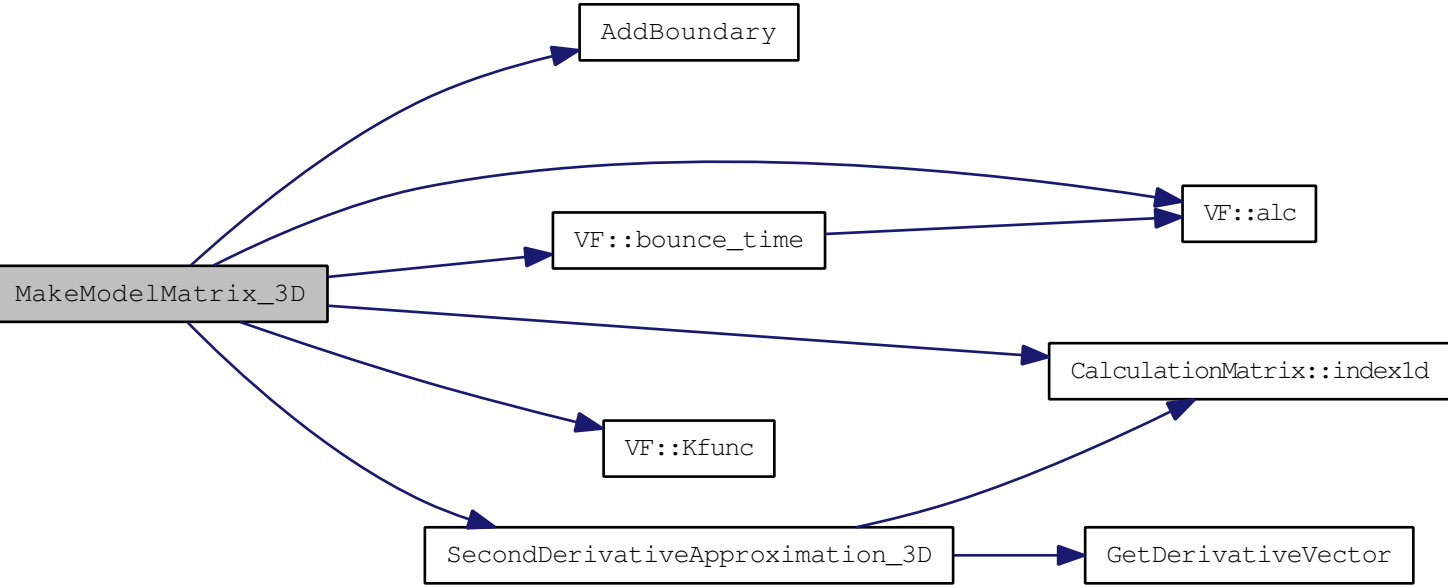 AddBoundary
VF::alc
VF::bounce_time
MakeModelMatrix_3D
CalculationMatrix::index1d
VF::Kfunc
SecondDerivativeApproximation_3D
GetDerivativeVector